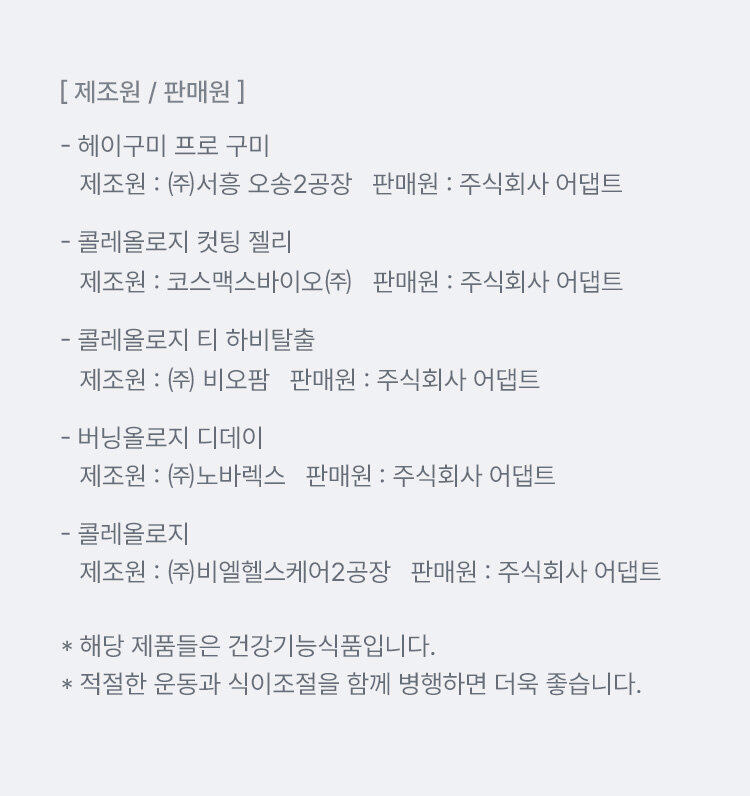 [ 제조원 / 판매원 ]
- 헤이구미 프로 구미
제조원 : ㈜서흥 오송2공장 판매원 : 주식회사 어댑트
- 콜레올로지 컷팅 젤리
제조원 : 코스맥스바이오㈜ 판매원 : 주식회사 어댑트
- 콜레올로지 티 하비탈출
제조원 : ㈜ 비오팜 판매원 : 주식회사 어댑트
- 버닝올로지 디데이
제조원 : ㈜노바렉스 판매원 : 주식회사 어댑트
- 콜레올로지
제조원 : ㈜비엘헬스케어2공장 판매원 : 주식회사 어댑트
* 해당 제품들은 건강기능식품입니다.
* 적절한 운동과 식이조절을 함께 병행하면 더욱 좋습니다.